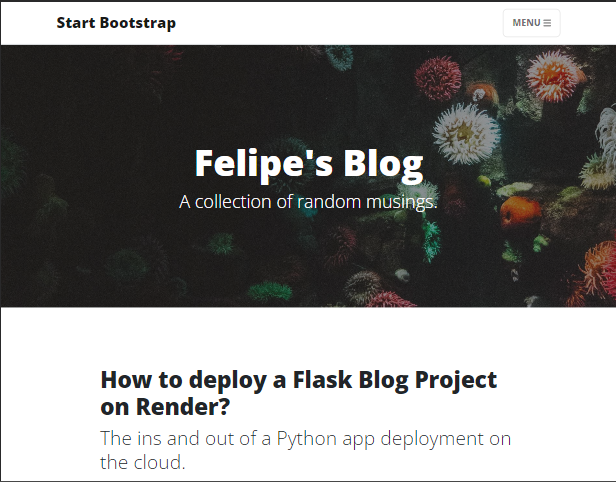 Start Bootstrap
MENU
Felipe's Blog
A collection of random musings.
How to deploy a Flask Blog Project
on Render?
The ins and out of a Python app deployment on
the cloud.